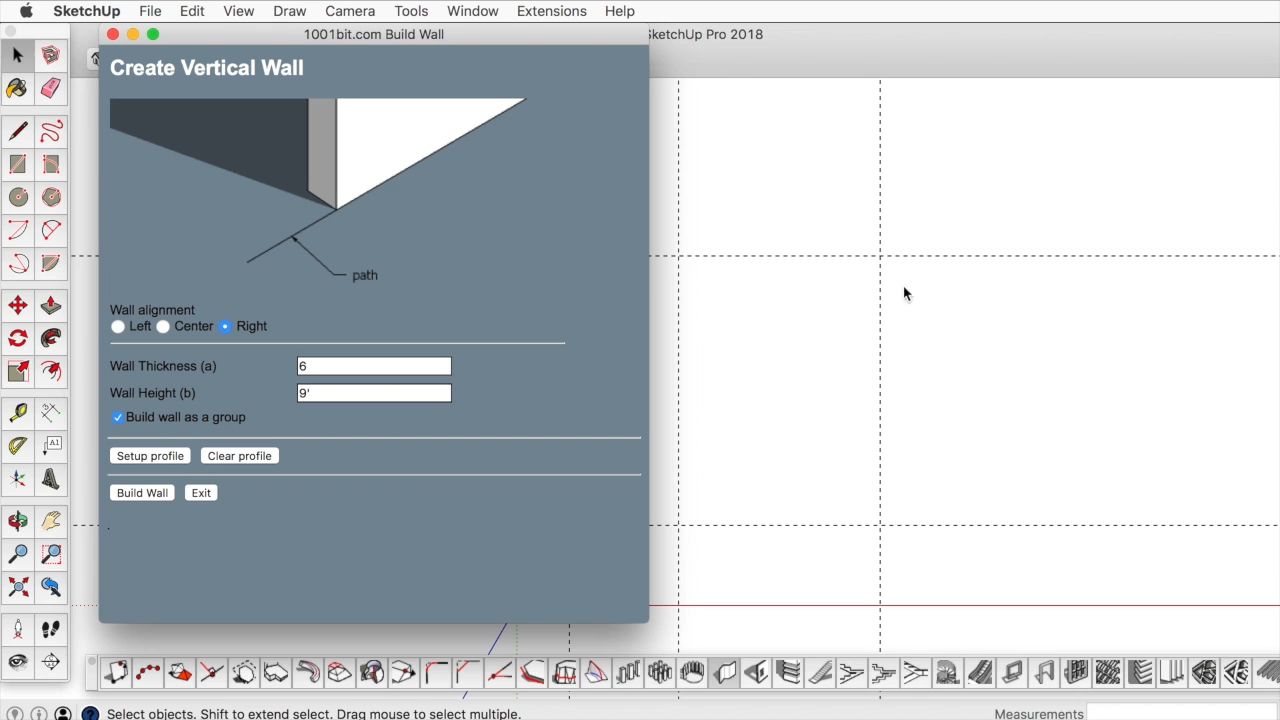 SketchUp File Edit View Draw Camera Tools Window Extensions Help
1001bit.com Build Wall
SketchUp Pro 2018
Create Vertical Wall
path
Wall alignment
Left Center Right
Wall Thickness (a) 6
Wall Height (b) 9'
Build wall as a group
Setup profile Clear profile
Build Wall Exit
.
A1
Select objects. Shift to extend select. Drag mouse to select multiple.
Measurements